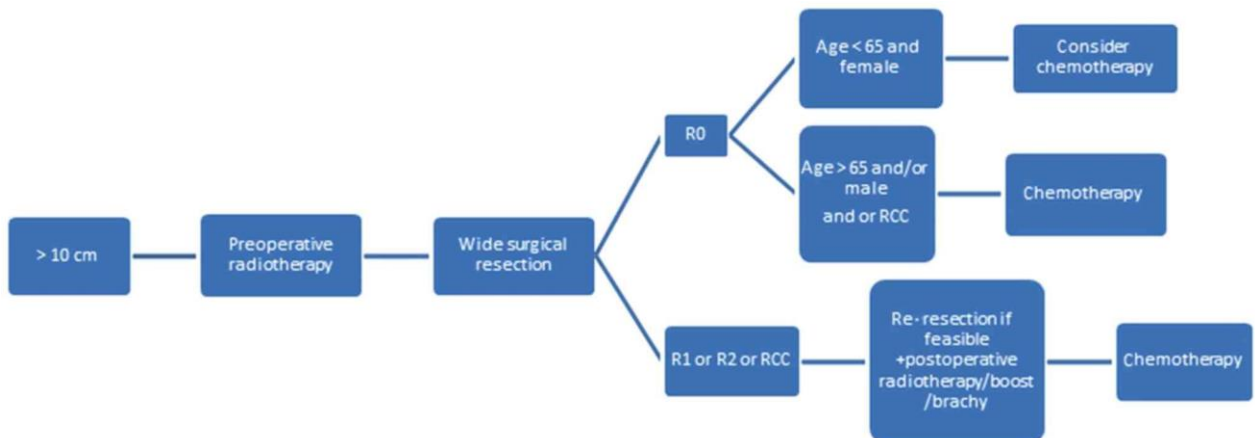 > 10 cm
Preoperative
radiotherapy
Wide surgical
resection
R0
Age < 65 and
female
Consider
chemotherapy
Age > 65 and/or
male
and or RCC
Chemotherapy
R1 or R2 or RCC
Re- resection if
feasible
+postoperative
radiotherapy/boost
/brachy
Chemotherapy